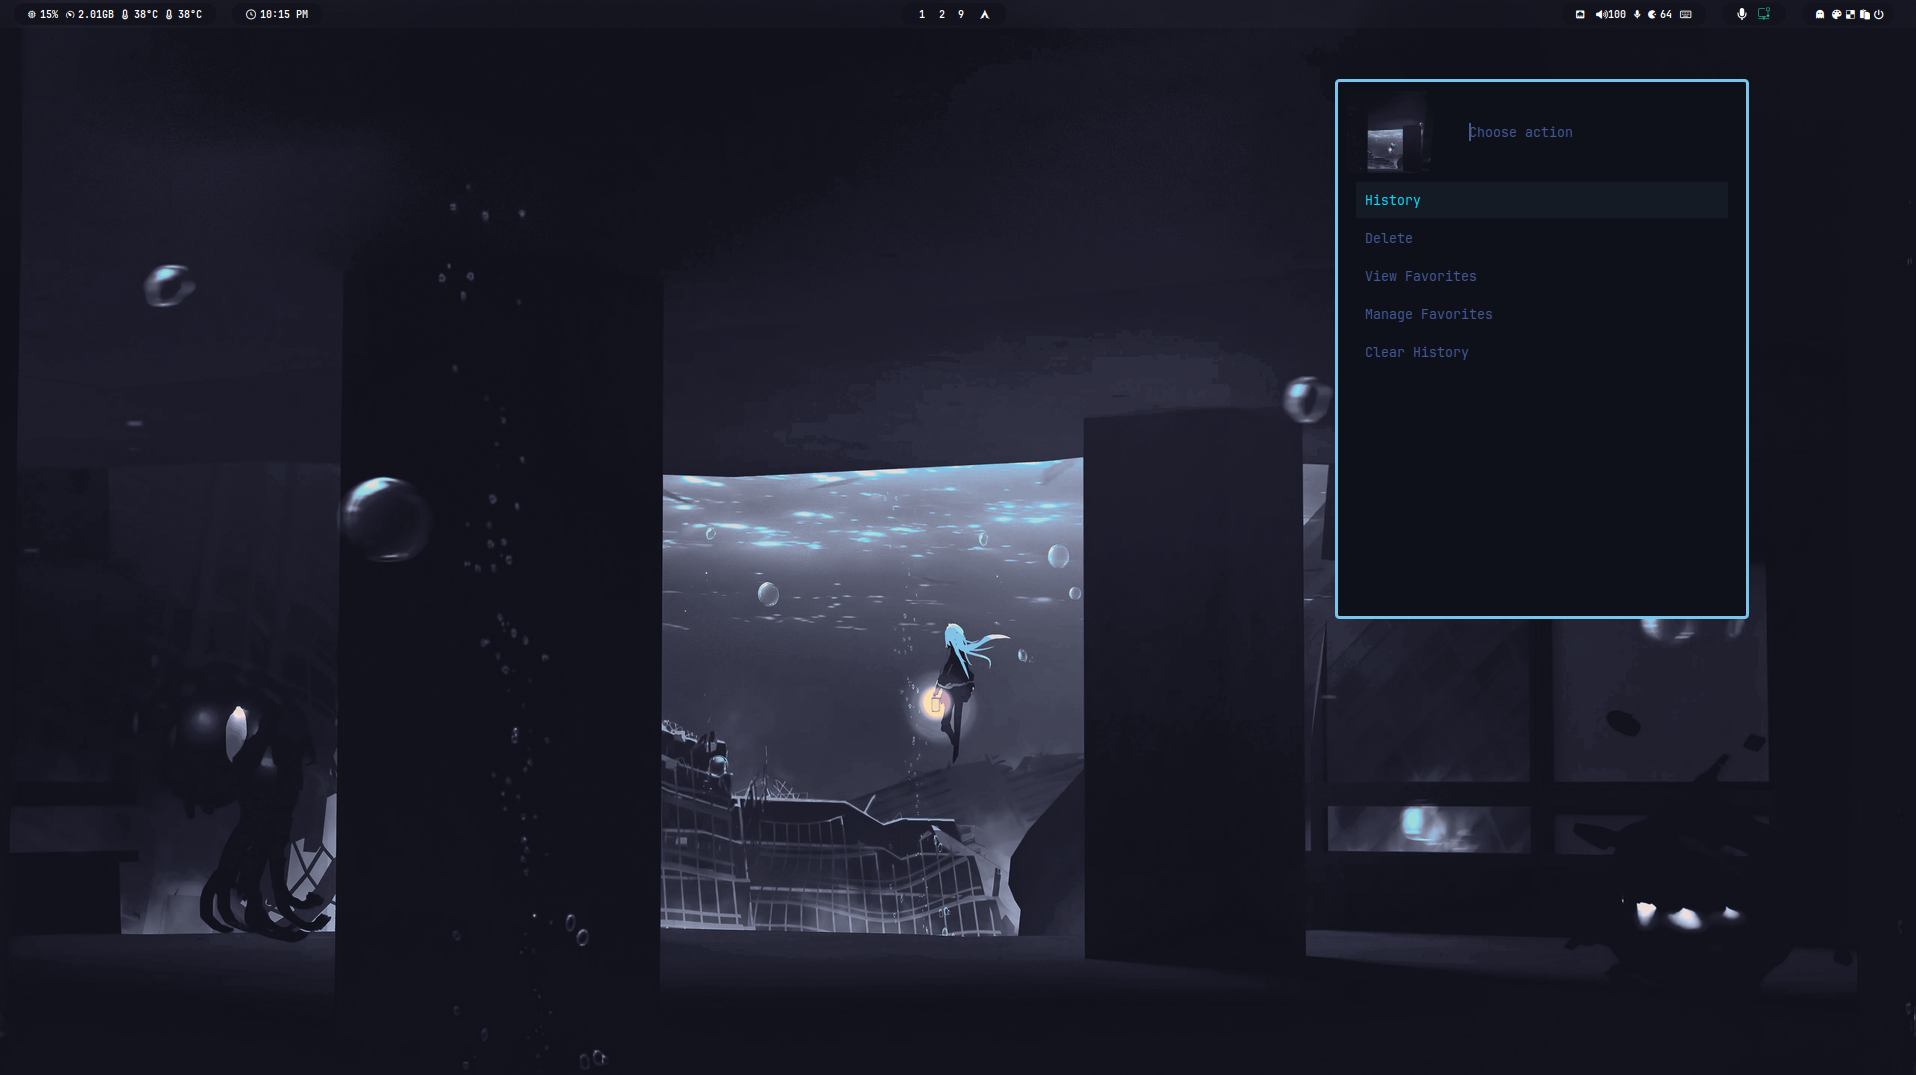 15% 2.01GB 38°C 38°C 10:15 PM 1 2 9 100 64
Choose action
History
Delete
View Favorites
Manage Favorites
Clear History